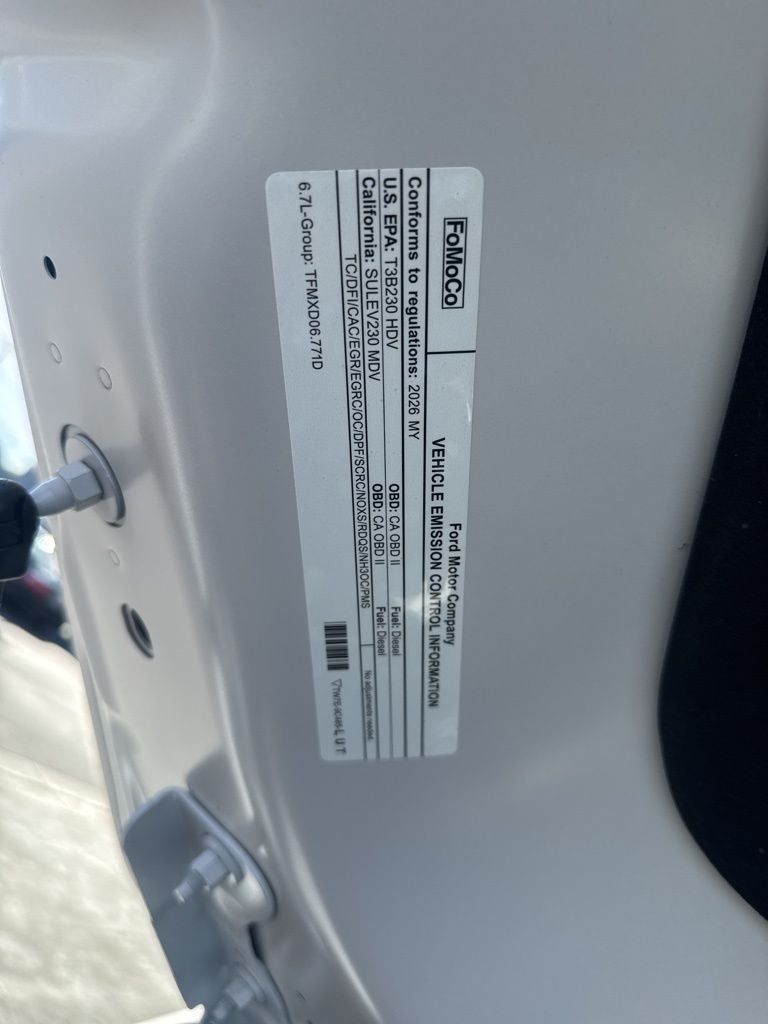 FoMoCo
Ford Motor Company
VEHICLE EMISSION CONTROL INFORMATION
Conforms to regulations: 2026 MY
U.S. EPA: T3B230 HDV OBD: CA OBD II Fuel: Diesel
California: SULEV230 MDV OBD: CA OBD II Fuel: Diesel
TC/DFI/CAC/EGR/EGRC/OC/DPF/SCRC/NOXS/RDQS/NH3OC/PMS No adjustments needed.
6.7L-Group: TFMXD06.771D
L U T